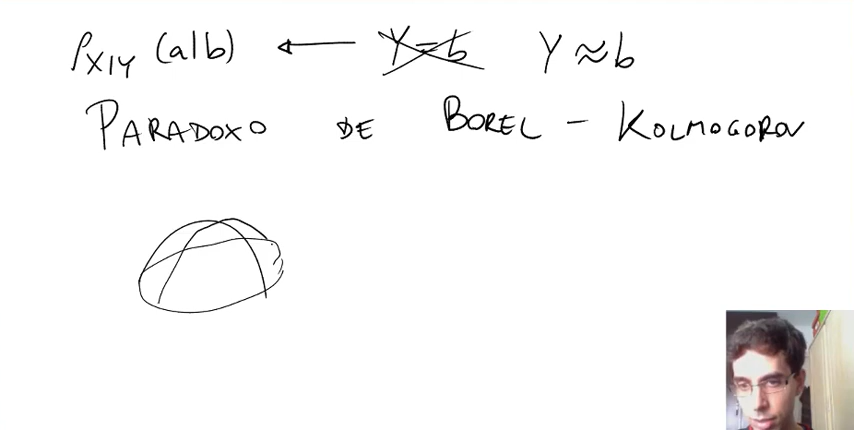 ρX|Y (a|b) ← Y=b Y ≈ b
PARADOXO DE BOREL - KOLMOGOROV